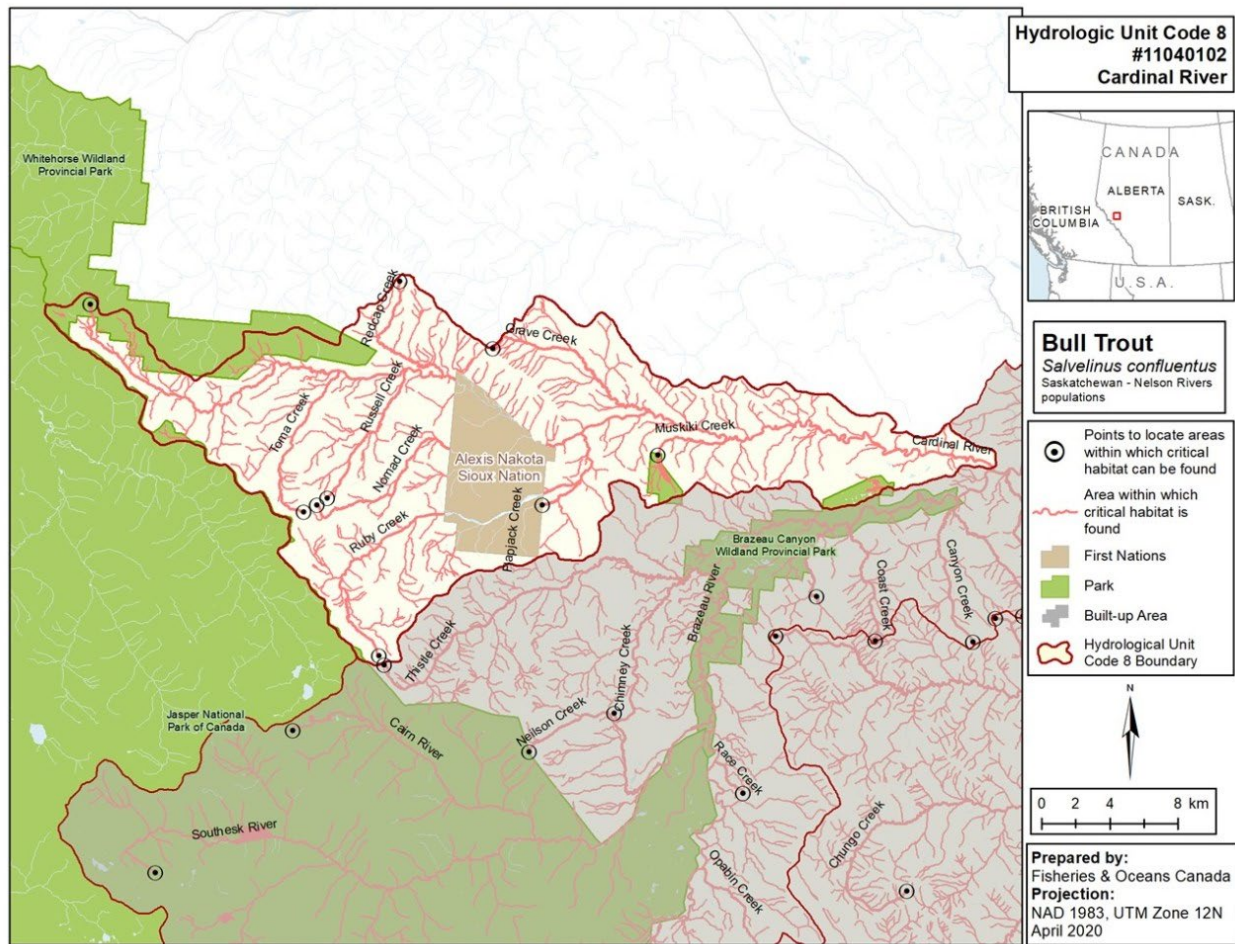 Hydrologic Unit Code 8
#11040102
Cardinal River
CANADA
ALBERTA
SASK.
BRITISH
COLUMBIA
U.S.A.
Bull Trout
Salvelinus confluentus
Saskatchewan - Nelson Rivers
populations
Points to locate areas
within which critical
habitat can be found
Area within which
critical habitat is
found
First Nations
Park
Built-up Area
Hydrological Unit
Code 8 Boundary
N
0 2 4 8 km
Prepared by:
Fisheries & Oceans Canada
Projection:
NAD 1983, UTM Zone 12N
April 2020
Whitehorse Wildland
Provincial Park
Redcap Creek
Grave Creek
Toma Creek
Russell Creek
Nomad Creek
Muskiki Creek
Cardinal River
Alexis Nakota
Sioux Nation
Ruby Creek
Flapjack Creek
Brazeau Canyon
Wildland Provincial Park
Brazeau River
Coast Creek
Canyon Creek
Thistle Creek
Chimney Creek
Neilson Creek
Jasper National
Park of Canada
Cairn River
Race Creek
Southesk River
Chungo Creek
Opabin Creek